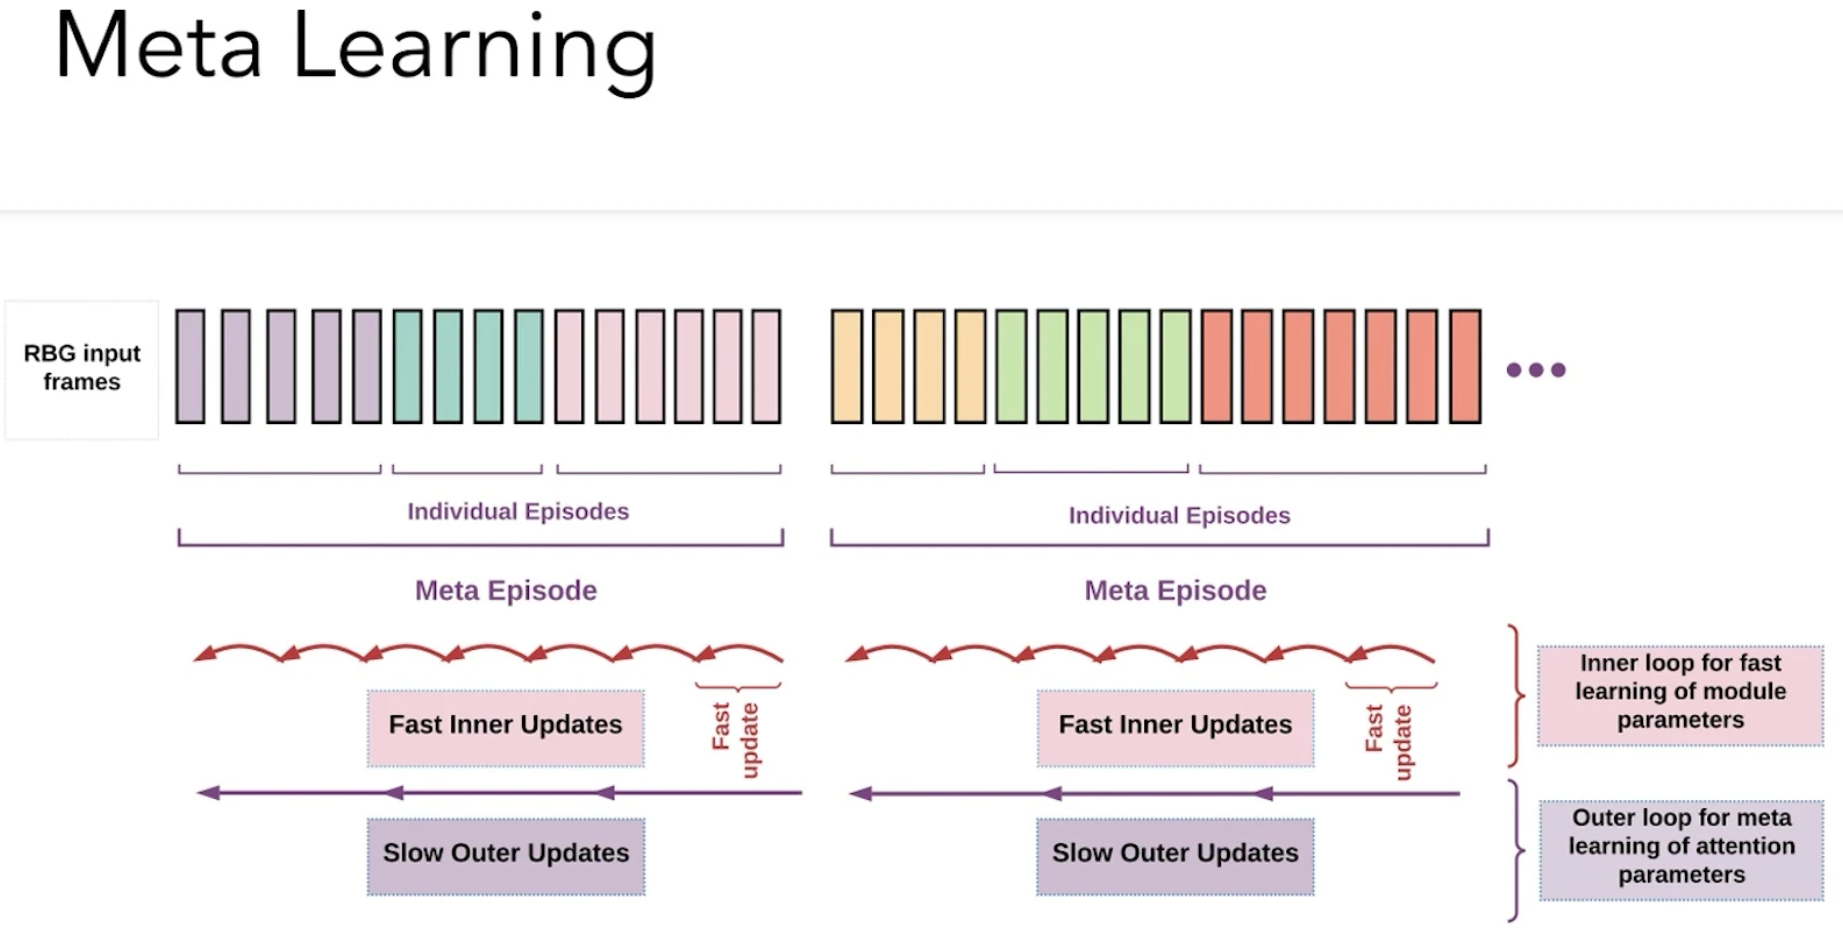 Meta Learning
RBG input
frames
Individual Episodes
Individual Episodes
Meta Episode
Meta Episode
Fast Inner Updates
Fast
update
Fast Inner Updates
Fast
update
Inner loop for fast
learning of module
parameters
Slow Outer Updates
Slow Outer Updates
Outer loop for meta
learning of attention
parameters